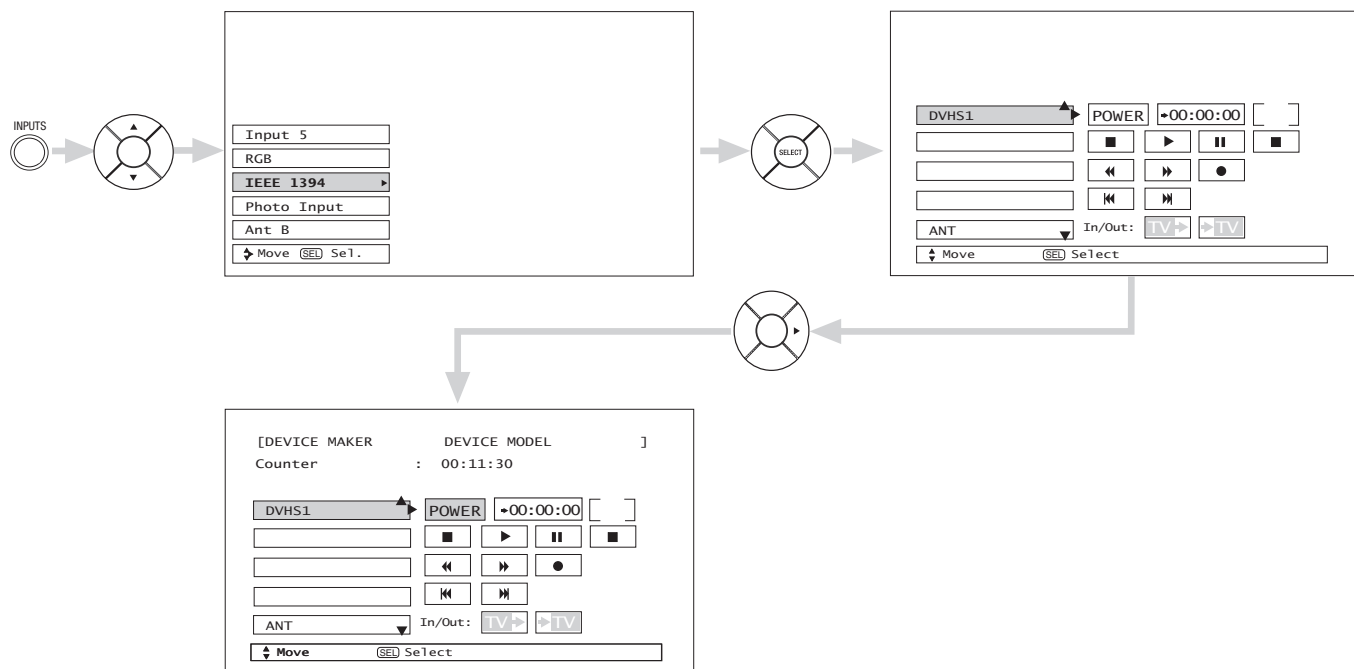 INPUTS
Input 5
RGB
IEEE 1394
Photo Input
Ant B
Move SEL Sel.
SELECT
DVHS1
POWER
00:00:00
ANT
In/Out: TV TV
Move SEL Select
[DEVICE MAKER DEVICE MODEL ]
Counter : 00:11:30
DVHS1
POWER
00:00:00
ANT
In/Out: TV TV
Move SEL Select